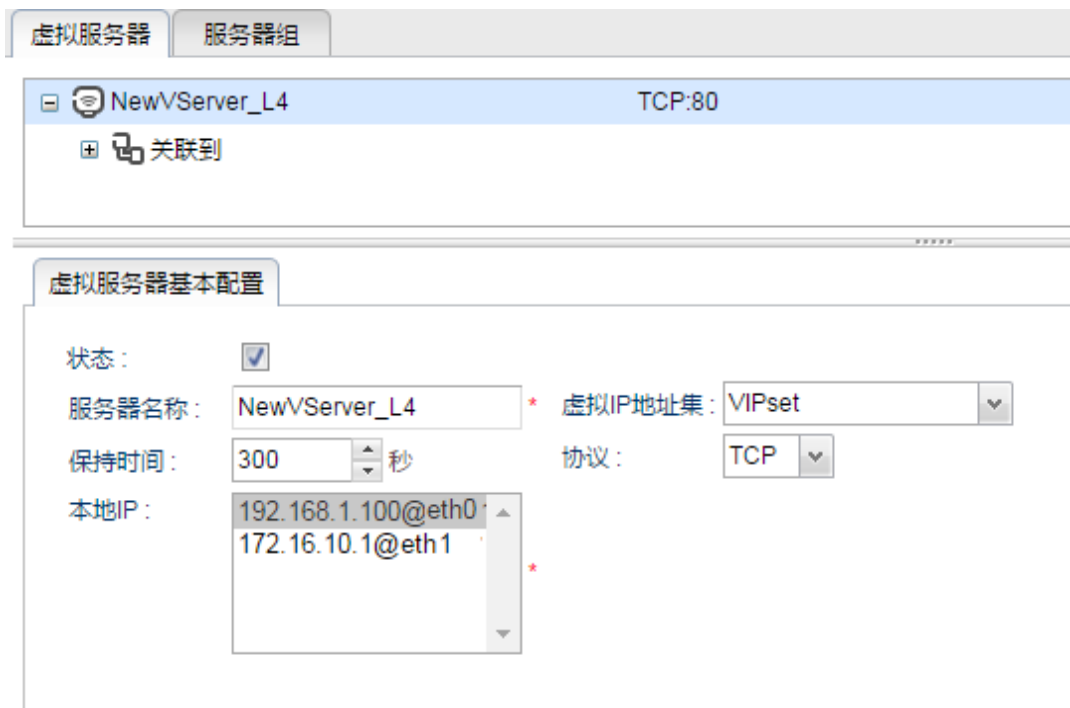 虚拟服务器 服务器组
NewVServer_L4 TCP:80
关联到
虚拟服务器基本配置
状态 :
服务器名称 : NewVServer_L4 * 虚拟IP地址集 : VIPset
保持时间 : 300 秒 协议 : TCP
本地IP : 192.168.1.100@eth0
172.16.10.1@eth1
*